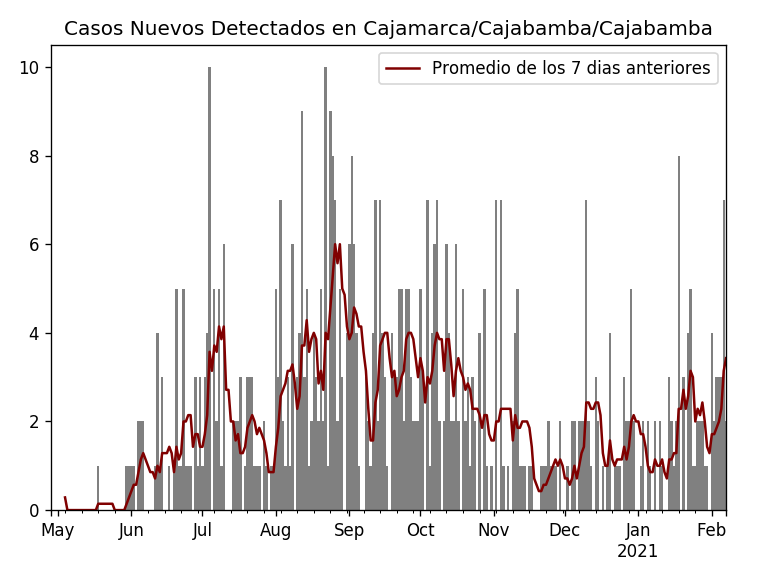 Casos Nuevos Detectados en Cajamarca/Cajabamba/Cajabamba
Promedio de los 7 dias anteriores
10
8
6
4
2
0
May Jun Jul Aug Sep Oct Nov Dec Jan Feb
2021